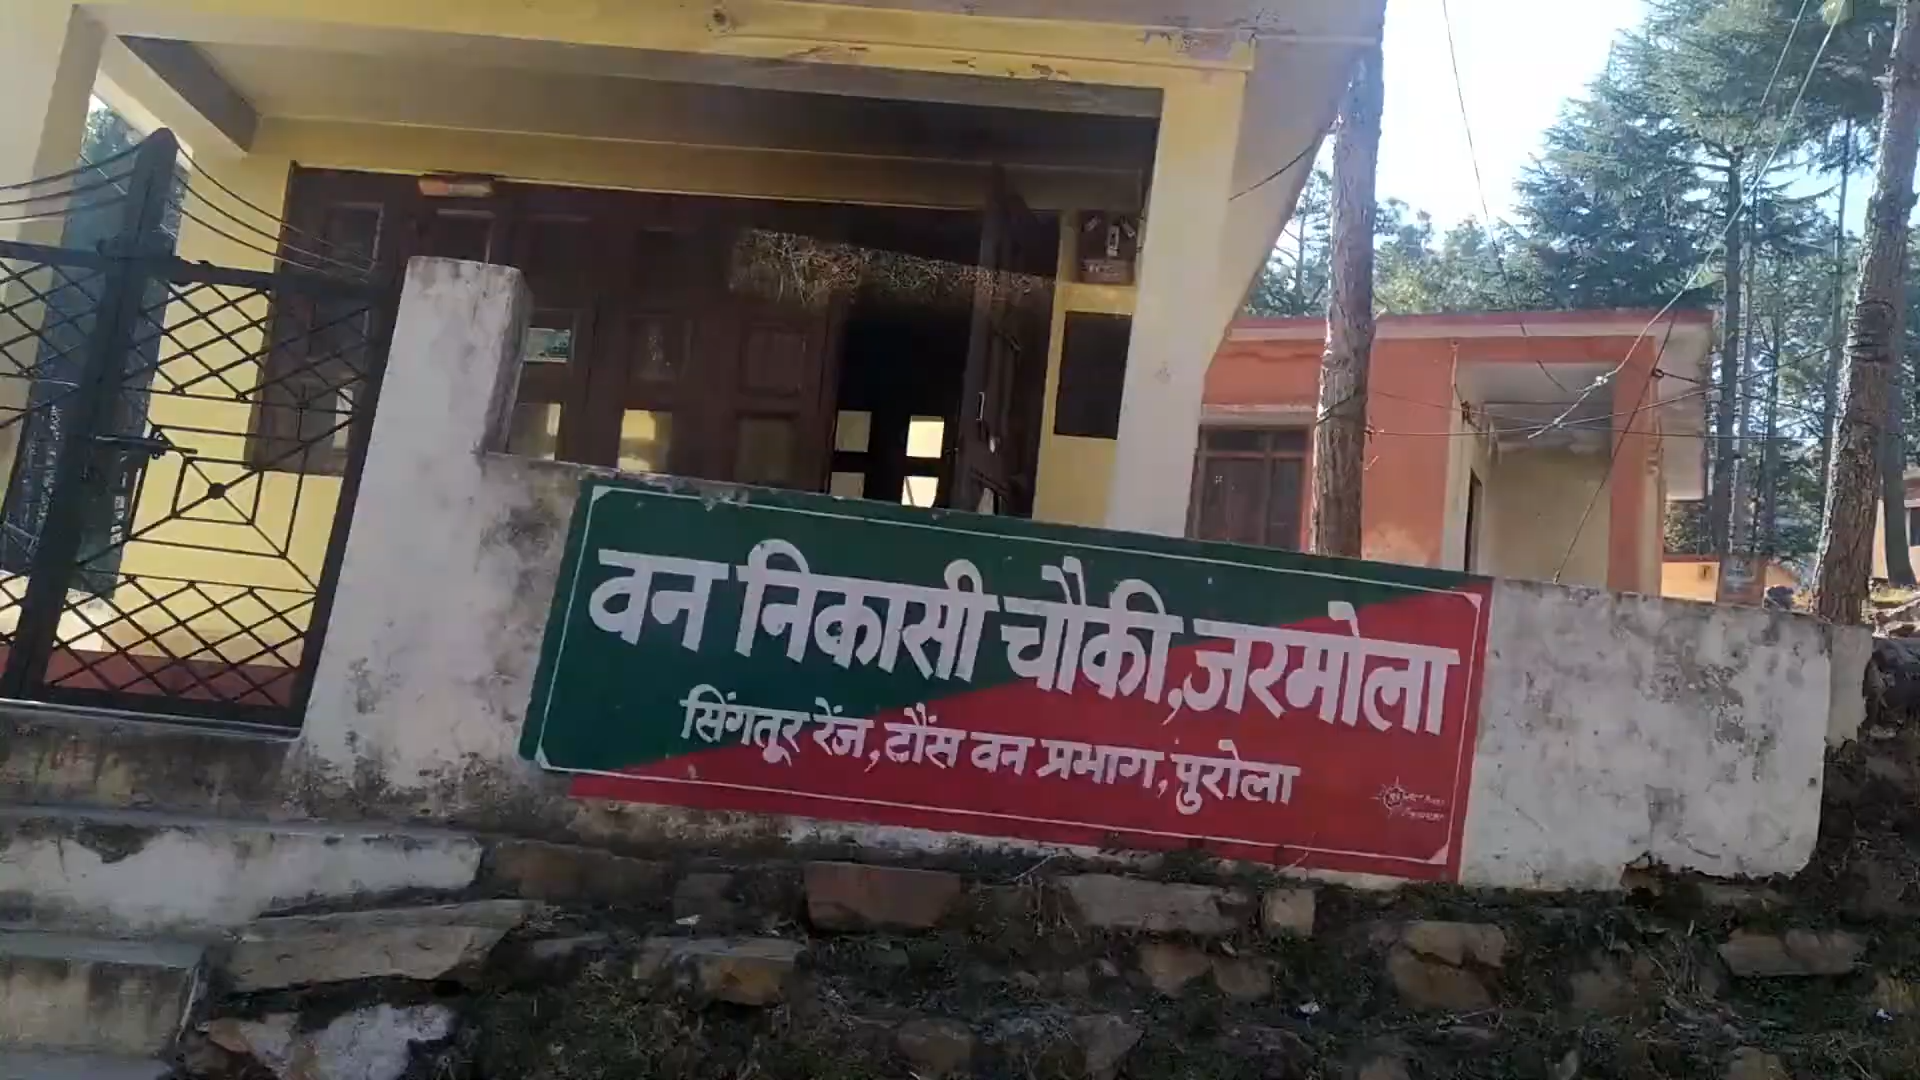 वन निकासी चौकी,जरमोला
सिंगतूर रेंज,टौंस वन प्रभाग,पुरोला